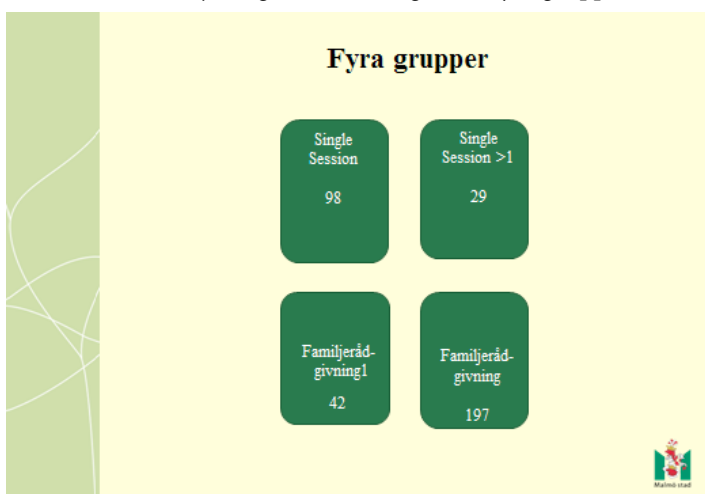 Fyra grupper
Single
Session
98
Single
Session >1
29
Familjeråd-
givning1
42
Familjeråd-
givning
197
Malmö stad